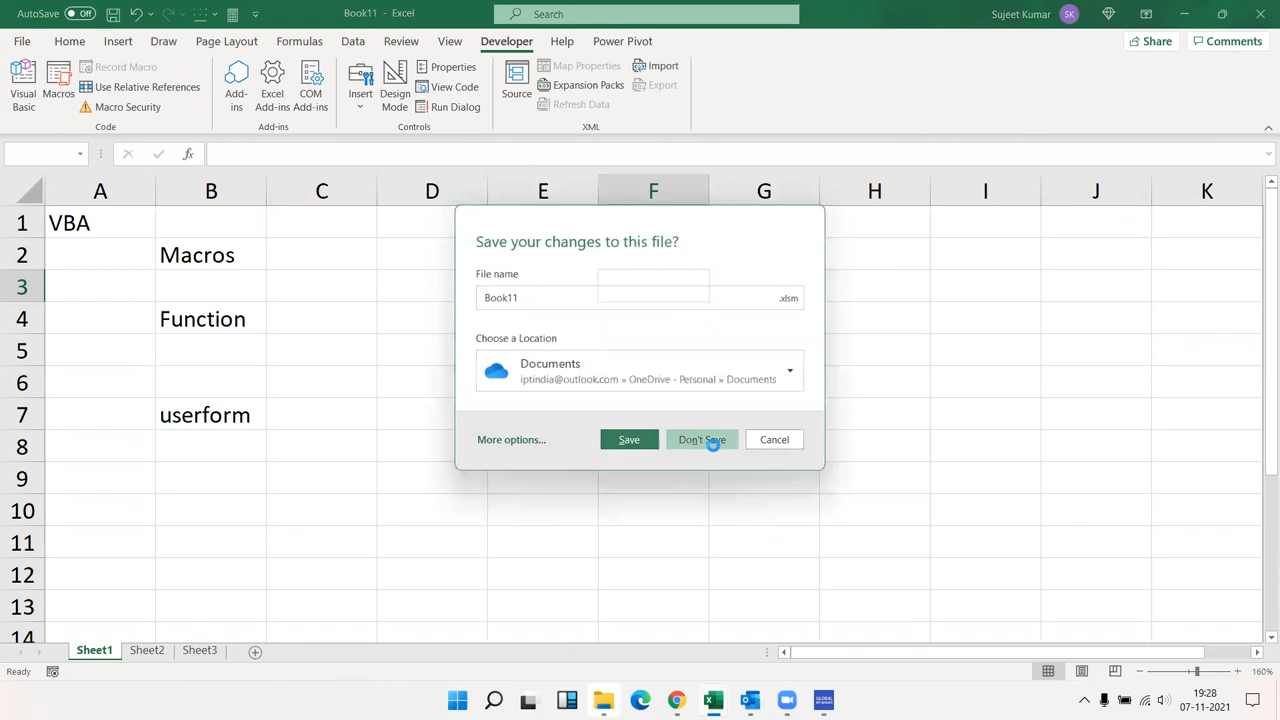 AutoSave Off
Book11 - Excel
Search
Sujeet Kumar
SK
File Home Insert Draw Page Layout Formulas Data Review View Developer Help Power Pivot
Share
Comments
Visual Basic
Macros
Record Macro
Use Relative References
Macro Security
Code
Add-ins
Excel Add-ins
COM Add-ins
Add-ins
Insert
Design Mode
Properties
View Code
Run Dialog
Controls
Source
Map Properties
Expansion Packs
Refresh Data
Import
Export
XML
fx
A B C D E F G H I J K
1 VBA
2 Macros
3
4 Function
5
6
7 userform
8
9
10
11
12
13
14
Save your changes to this file?
File name
Book11 .xlsm
Choose a Location
Documents
iptindia@outlook.com » OneDrive - Personal » Documents
More options...
Save
Don't Save
Cancel
Sheet1 Sheet2 Sheet3
Ready
160%
GLOBAL
19:28
07-11-2021